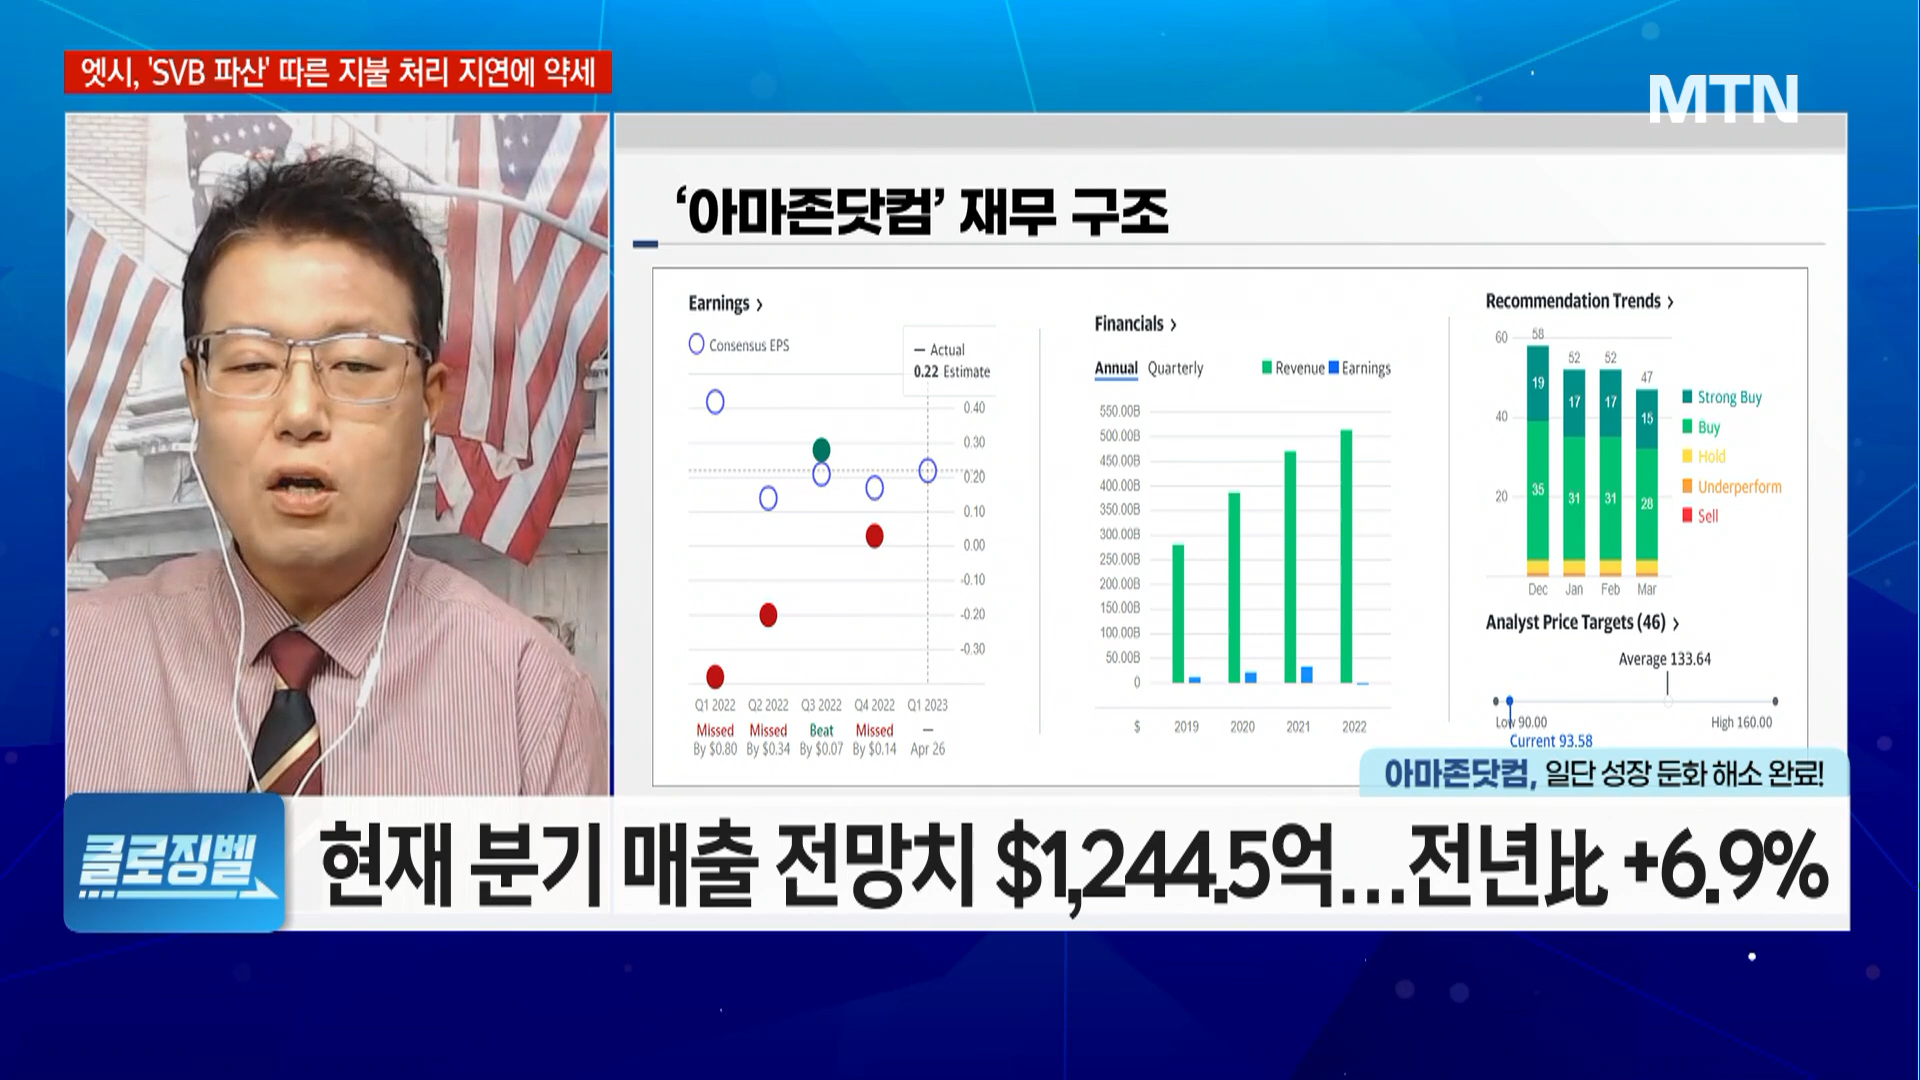 엣시, 'SVB 파산' 따른 지불 처리 지연에 약세
MTN
‘아마존닷컴’ 재무 구조
Earnings >
Consensus EPS
— Actual
0.22 Estimate
0.40
0.30
0.20
0.10
0.00
-0.10
-0.20
-0.30
Q1 2022 Q2 2022 Q3 2022 Q4 2022 Q1 2023
Missed Missed Beat Missed —
By $0.80 By $0.34 By $0.07 By $0.14 Apr 26
Financials >
Annual Quarterly Revenue Earnings
550.00B
500.00B
450.00B
400.00B
350.00B
300.00B
250.00B
200.00B
150.00B
100.00B
50.00B
0
$ 2019 2020 2021 2022
Recommendation Trends >
60
40
20
58 52 52 47
19 17 17 15
35 31 31 28
Dec Jan Feb Mar
Strong Buy
Buy
Hold
Underperform
Sell
Analyst Price Targets (46) >
Average 133.64
Low 90.00 High 160.00
Current 93.58
아마존닷컴, 일단 성장 둔화 해소 완료!
클로징벨
현재 분기 매출 전망치 $1,244.5억...전년比 +6.9%